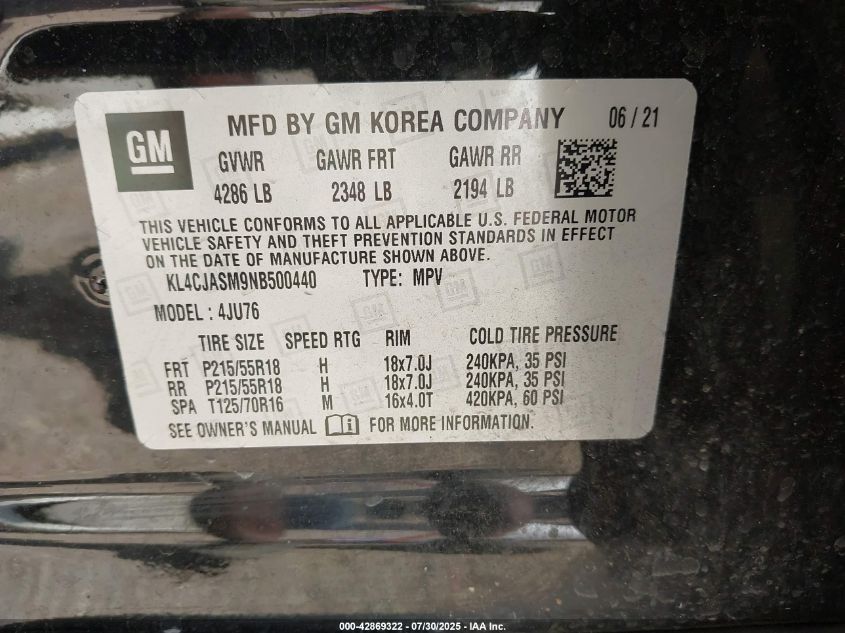 GM
MFD BY GM KOREA COMPANY 06 / 21
GVWR GAWR FRT GAWR RR
4286 LB 2348 LB 2194 LB
THIS VEHICLE CONFORMS TO ALL APPLICABLE U.S. FEDERAL MOTOR
VEHICLE SAFETY AND THEFT PREVENTION STANDARDS IN EFFECT
ON THE DATE OF MANUFACTURE SHOWN ABOVE.
KL4CJASM9NB500440 TYPE: MPV
MODEL : 4JU76
TIRE SIZE SPEED RTG RIM COLD TIRE PRESSURE
FRT P215/55R18 H 18x7.0J 240KPA, 35 PSI
RR P215/55R18 H 18x7.0J 240KPA, 35 PSI
SPA T125/70R16 M 16x4.0T 420KPA, 60 PSI
SEE OWNER'S MANUAL i FOR MORE INFORMATION.
000-42869322 - 07/30/2025 - IAA Inc.